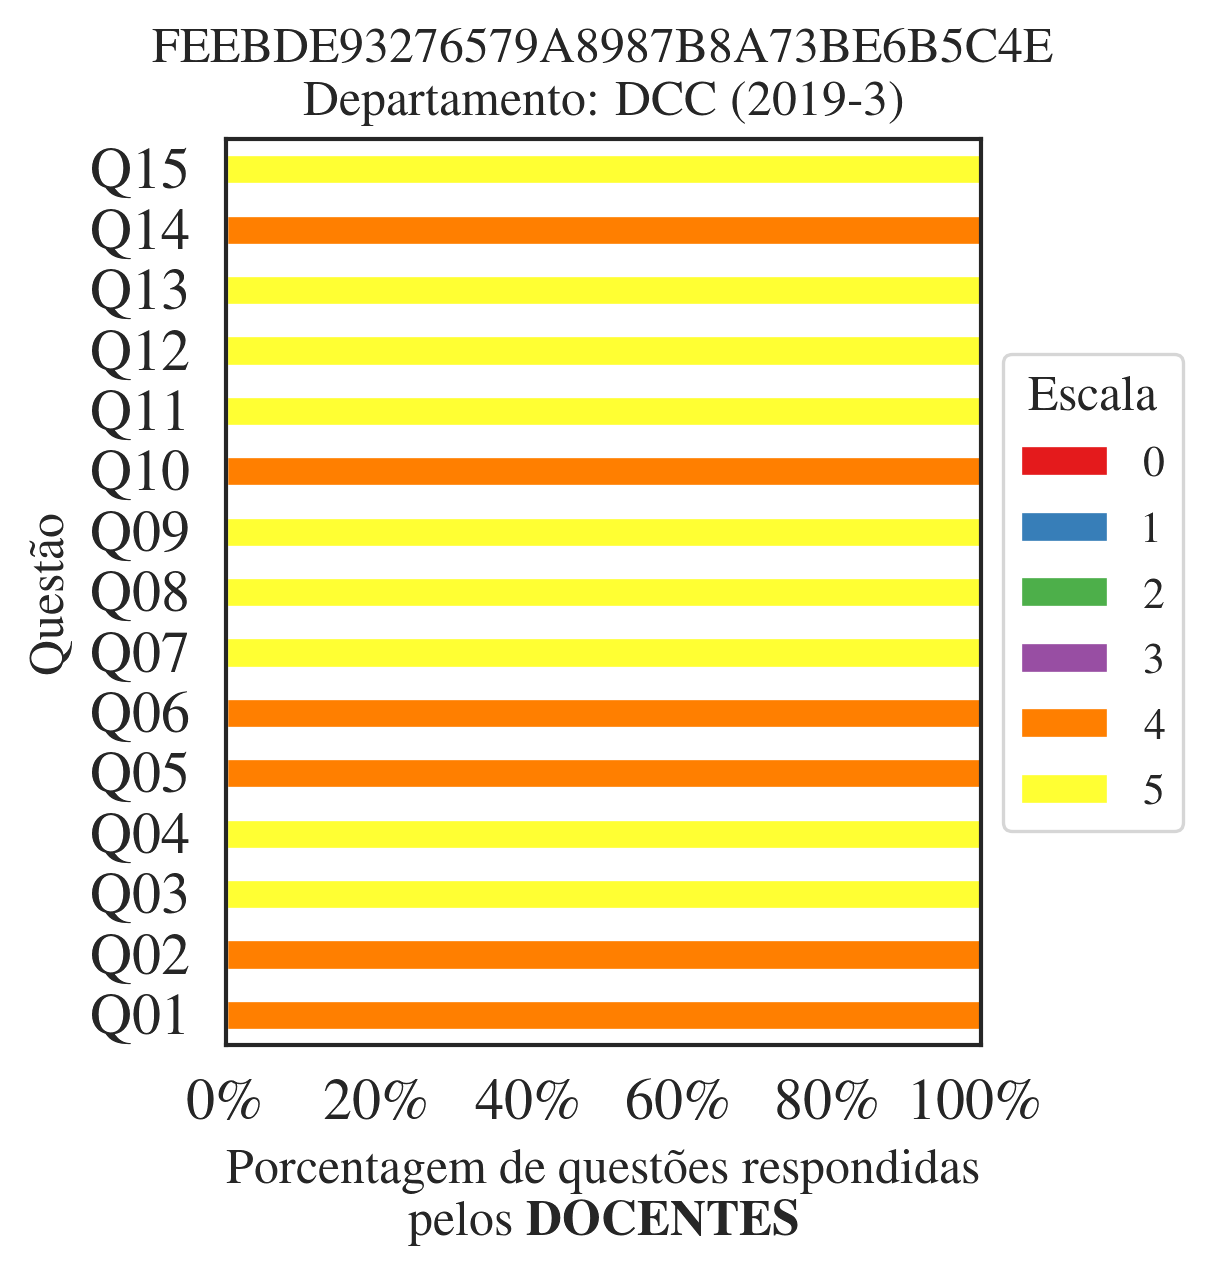 FEEBDE93276579A8987B8A73BE6B5C4E
Departamento: DCC (2019-3)
Q15
Q14
Q13
Q12
Q11
Q10
Q09
Q08
Q07
Q06
Q05
Q04
Q03
Q02
Q01
Questão
0% 20% 40% 60% 80% 100%
Porcentagem de questões respondidas
pelos DOCENTES
Escala
0
1
2
3
4
5